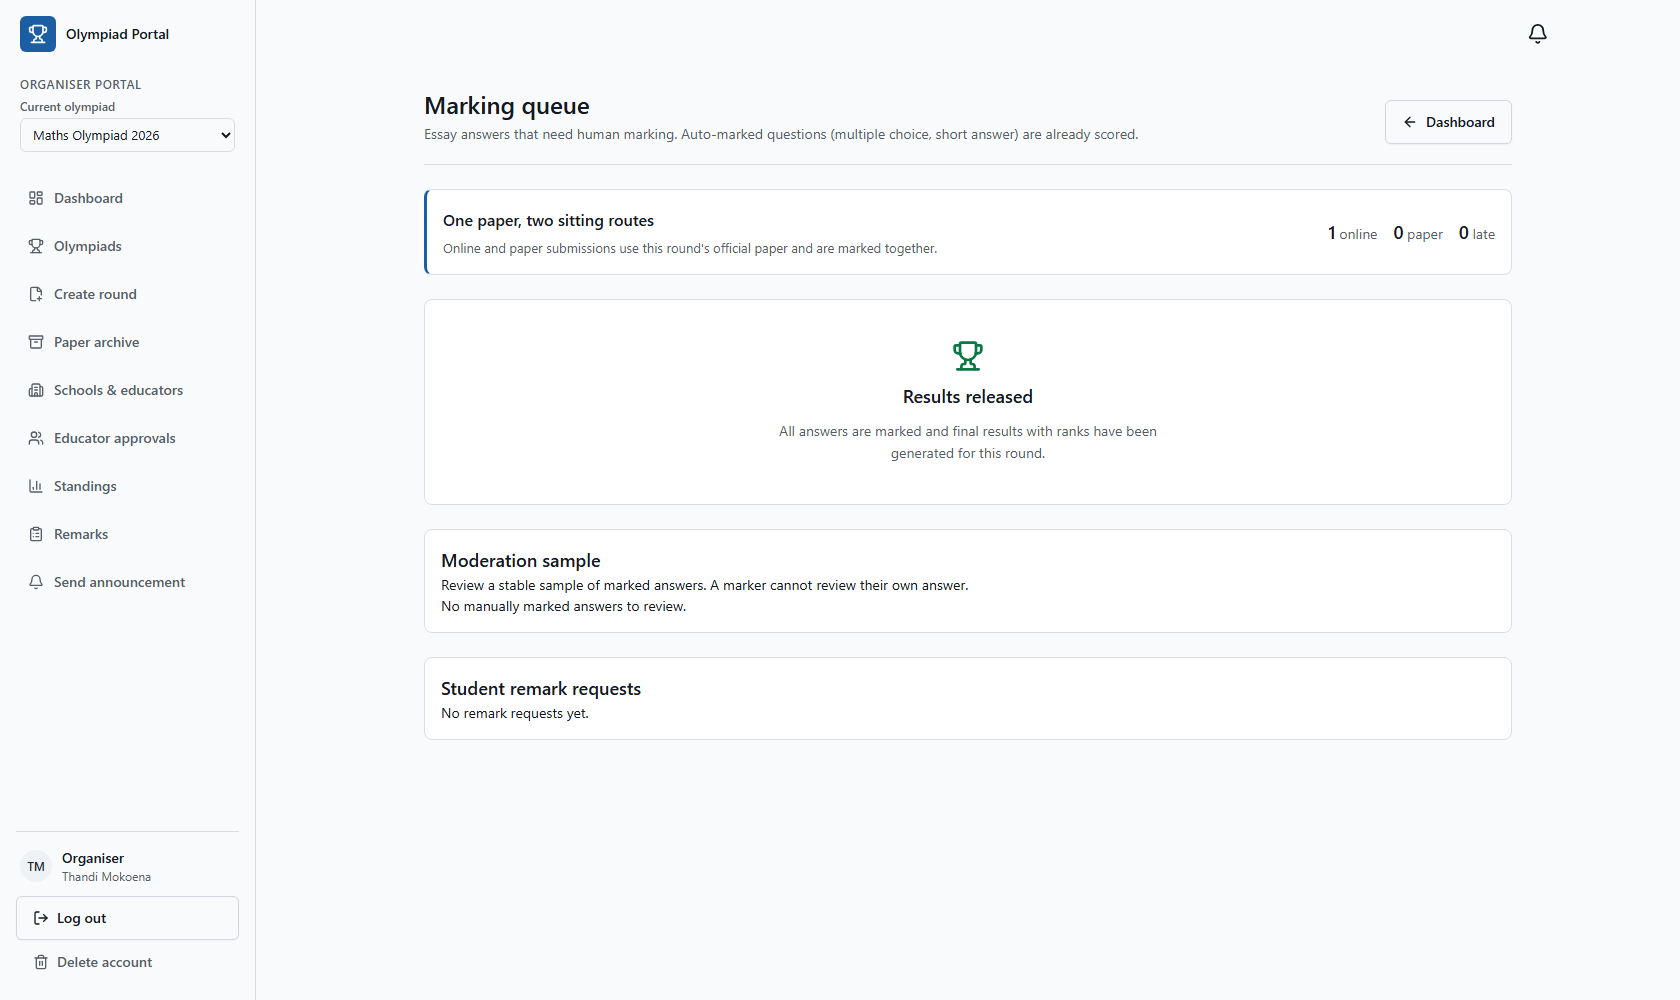 Olympiad Portal
ORGANISER PORTAL
Current olympiad
Maths Olympiad 2026
Dashboard
Olympiads
Create round
Paper archive
Schools & educators
Educator approvals
Standings
Remarks
Send announcement
TM
Organiser
Thandi Mokoena
Log out
Delete account
Marking queue
Essay answers that need human marking. Auto-marked questions (multiple choice, short answer) are already scored.
Dashboard
One paper, two sitting routes
Online and paper submissions use this round's official paper and are marked together.
1 online 0 paper 0 late
Results released
All answers are marked and final results with ranks have been
generated for this round.
Moderation sample
Review a stable sample of marked answers. A marker cannot review their own answer.
No manually marked answers to review.
Student remark requests
No remark requests yet.